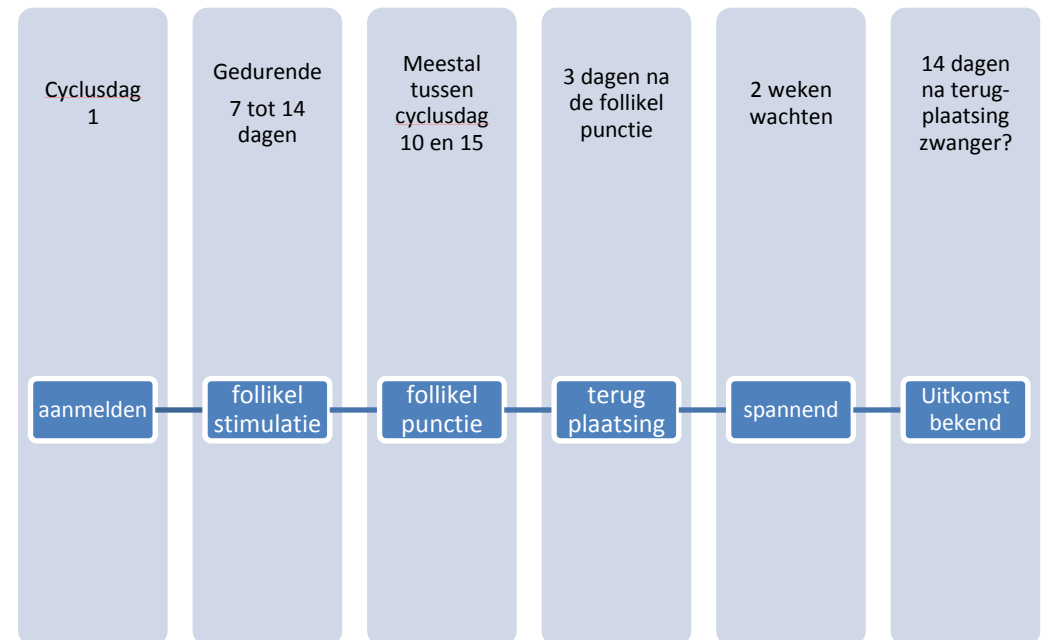 Cyclusdag
1
Gedurende
7 tot 14
dagen
Meestal
tussen
cyclusdag
10 en 15
3 dagen na
de follikel
punctie
2 weken
wachten
14 dagen
na terug-
plaatsing
zwanger?
aanmelden
follikel
stimulatie
follikel
punctie
terug
plaatsing
spannend
Uitkomst
bekend